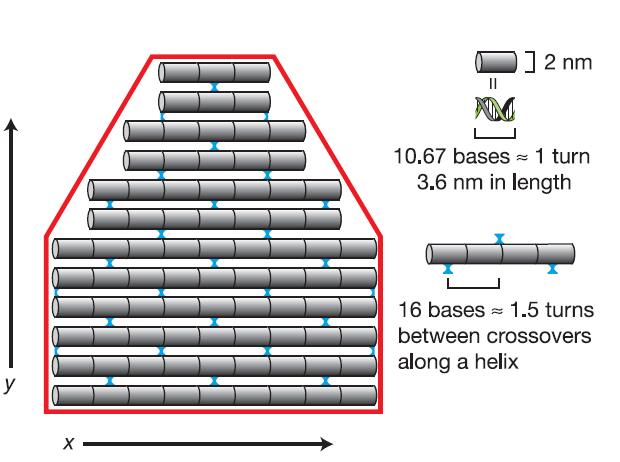 2 nm
=
10.67 bases ≈ 1 turn
3.6 nm in length
16 bases ≈ 1.5 turns
between crossovers
along a helix
y
x